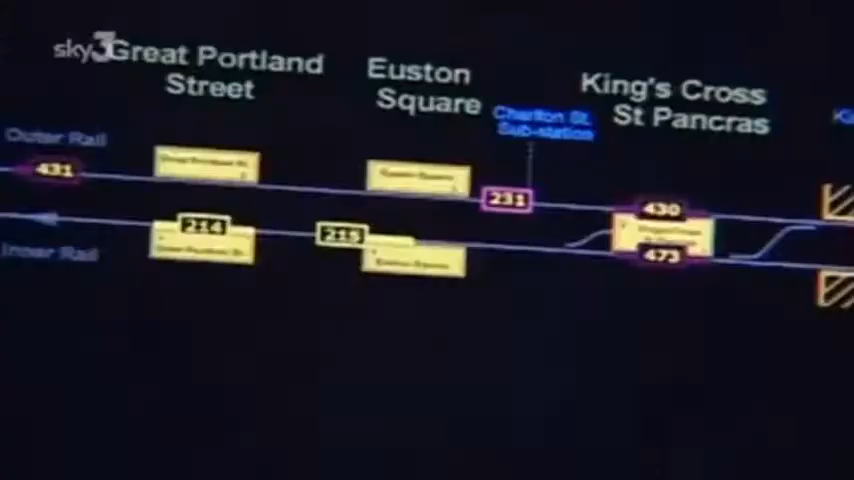 sky3
Great Portland
Street
Euston
Square
King's Cross
St Pancras
Charlton St.
Sub-station
Ki
Outer Rail
431
231
430
214
215
473
Inner Rail